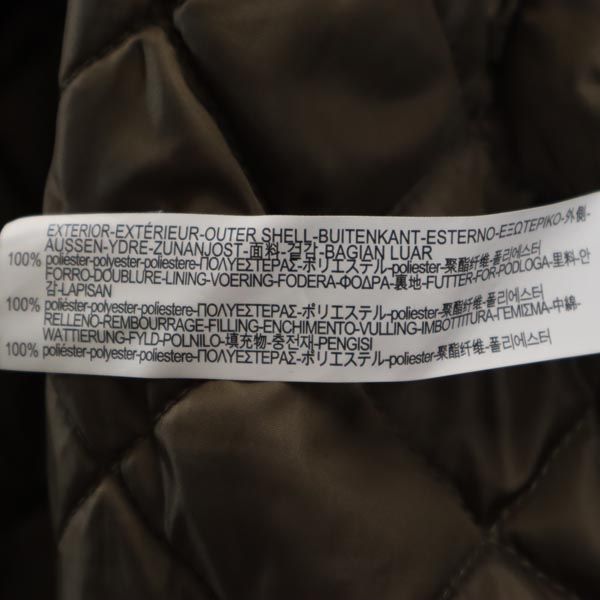 EXTERIOR-EXTÉRIEUR-OUTER SHELL-BUITENKANT-ESTERNO-ΕΞΩΤΕΡΙΚΟ-外側-
AUSSEN-YDRE-ZUNANJOST-面料-겉감-BAGIAN LUAR
100% poliéster-polyester-poliestere-ΠΟΛΥΕΣΤΕΡΑΣ-ポリエステル-poliester-聚酯纤维-폴리에스터
FORRO-DOUBLURE-LINING-VOERING-FODERA-ΦΟΔΡΑ-裏地-FUTTER-FOR-PODLOGA-里料-안
감-LAPISAN
100% poliéster-polyester-poliestere-ΠΟΛΥΕΣΤΕΡΑΣ-ポリエステル-poliester-聚酯纤维-폴리에스터
RELLENO-REMBOURRAGE-FILLING-ENCHIMENTO-VULLING-IMBOTTITURA-ΓΕΜΙΣΜΑ-中綿-
WATTIERUNG-FYLD-POLNILO-填充物-충전재-PENGISI
100% poliéster-polyester-poliestere-ΠΟΛΥΕΣΤΕΡΑΣ-ポリエステル-poliester-聚酯纤维-폴리에스터